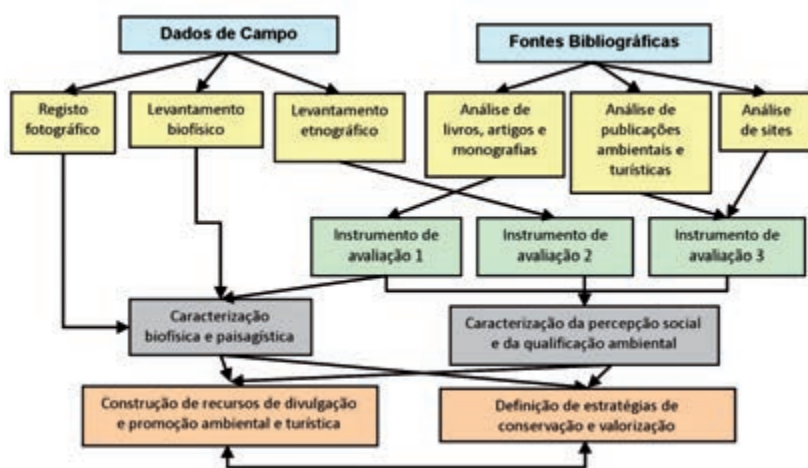 Dados de Campo
Fontes Bibliográficas
Registo
fotográfico
Levantamento
biofísico
Levantamento
etnográfico
Análise de
livros, artigos e
monografias
Análise de
publicações
ambientais e
turísticas
Análise
de sites
Instrumento de
avaliação 1
Instrumento de
avaliação 2
Instrumento de
avaliação 3
Caracterização
biofísica e paisagística
Caracterização da percepção social
e da qualificação ambiental
Construção de recursos de divulgação
e promoção ambiental e turística
Definição de estratégias de
conservação e valorização